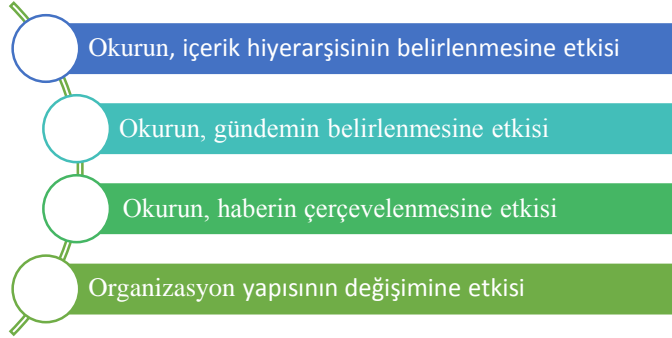 Okurun, içerik hiyerarşisinin belirlenmesine etkisi
Okurun, gündemin belirlenmesine etkisi
Okurun, haberin çerçevelenmesine etkisi
Organizasyon yapısının değişimine etkisi